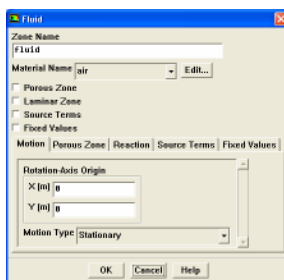 Fluid
Zone Name
fluid
Material Name air Edit...
Porous Zone
Laminar Zone
Source Terms
Fixed Values
Motion Porous Zone Reaction Source Terms Fixed Values
Rotation-Axis Origin
X (m) 0
Y (m) 0
Motion Type Stationary
OK Cancel Help